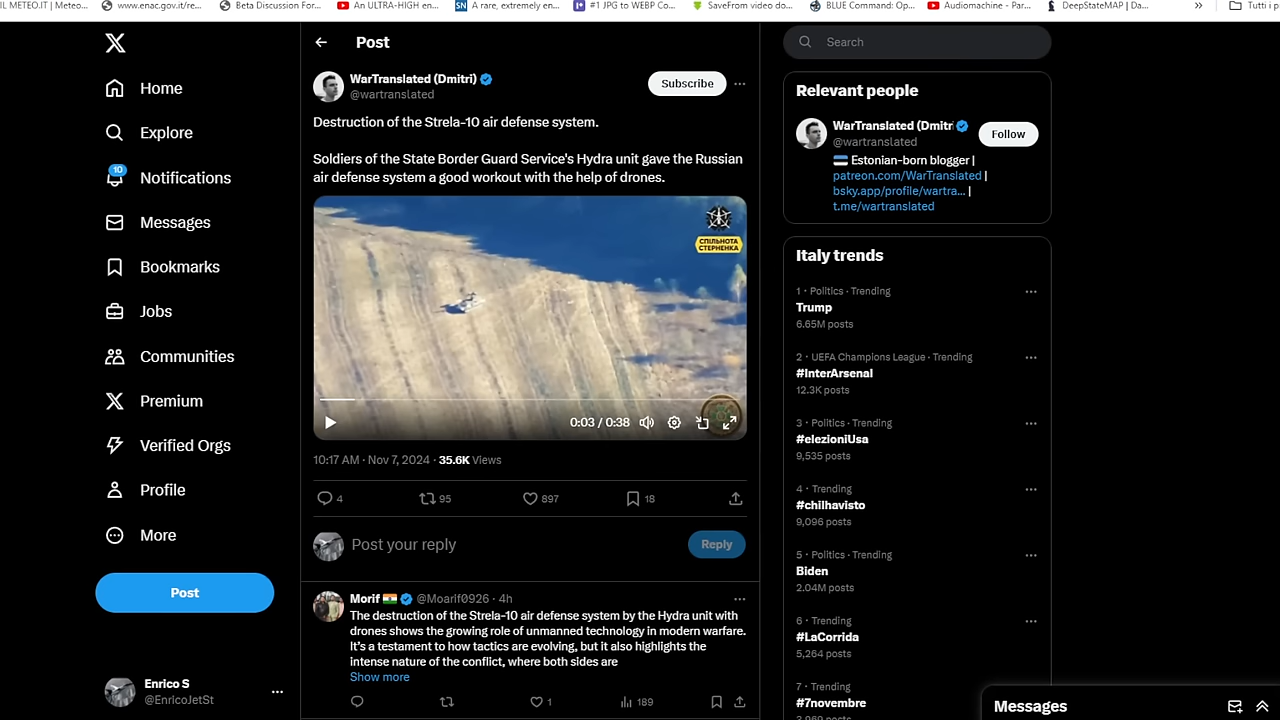 IL METEO.IT | Meteo...
www.enac.gov.it/re...
Beta Discussion For...
An ULTRA-HIGH en...
SN A rare, extremely en...
#1 JPG to WEBP Co...
SaveFrom video do...
BLUE Command: Op...
Audiomachine - Par...
DeepStateMAP | Da...
»
Tutti i p
Home
Explore
10
Notifications
Messages
Bookmarks
Jobs
Communities
Premium
Verified Orgs
Profile
More
Post
Enrico S
@EnricoJetSt
Post
WarTranslated (Dmitri)
@wartranslated
Subscribe
Destruction of the Strela-10 air defense system.
Soldiers of the State Border Guard Service's Hydra unit gave the Russian
air defense system a good workout with the help of drones.
СПІЛЬНОТА
СТЕРНЕНКА
0:03 / 0:38
10:17 AM · Nov 7, 2024 · 35.6K Views
4 95 897 18
Post your reply
Reply
Morif 🇮🇳 @Moarif0926 · 4h
The destruction of the Strela-10 air defense system by the Hydra unit with
drones shows the growing role of unmanned technology in modern warfare.
It's a testament to how tactics are evolving, but it also highlights the
intense nature of the conflict, where both sides are
Show more
1 189
Search
Relevant people
WarTranslated (Dmitr
@wartranslated
Follow
🇪🇪 Estonian-born blogger |
patreon.com/WarTranslated |
bsky.app/profile/wartra... |
t.me/wartranslated
Italy trends
1 · Politics · Trending
Trump
6.65M posts
2 · UEFA Champions League · Trending
#InterArsenal
12.3K posts
3 · Politics · Trending
#elezioniUsa
9,535 posts
4 · Trending
#chilhavisto
9,096 posts
5 · Politics · Trending
Biden
2.04M posts
6 · Trending
#LaCorrida
5,264 posts
7 · Trending
#7novembre
3,969 posts
Messages